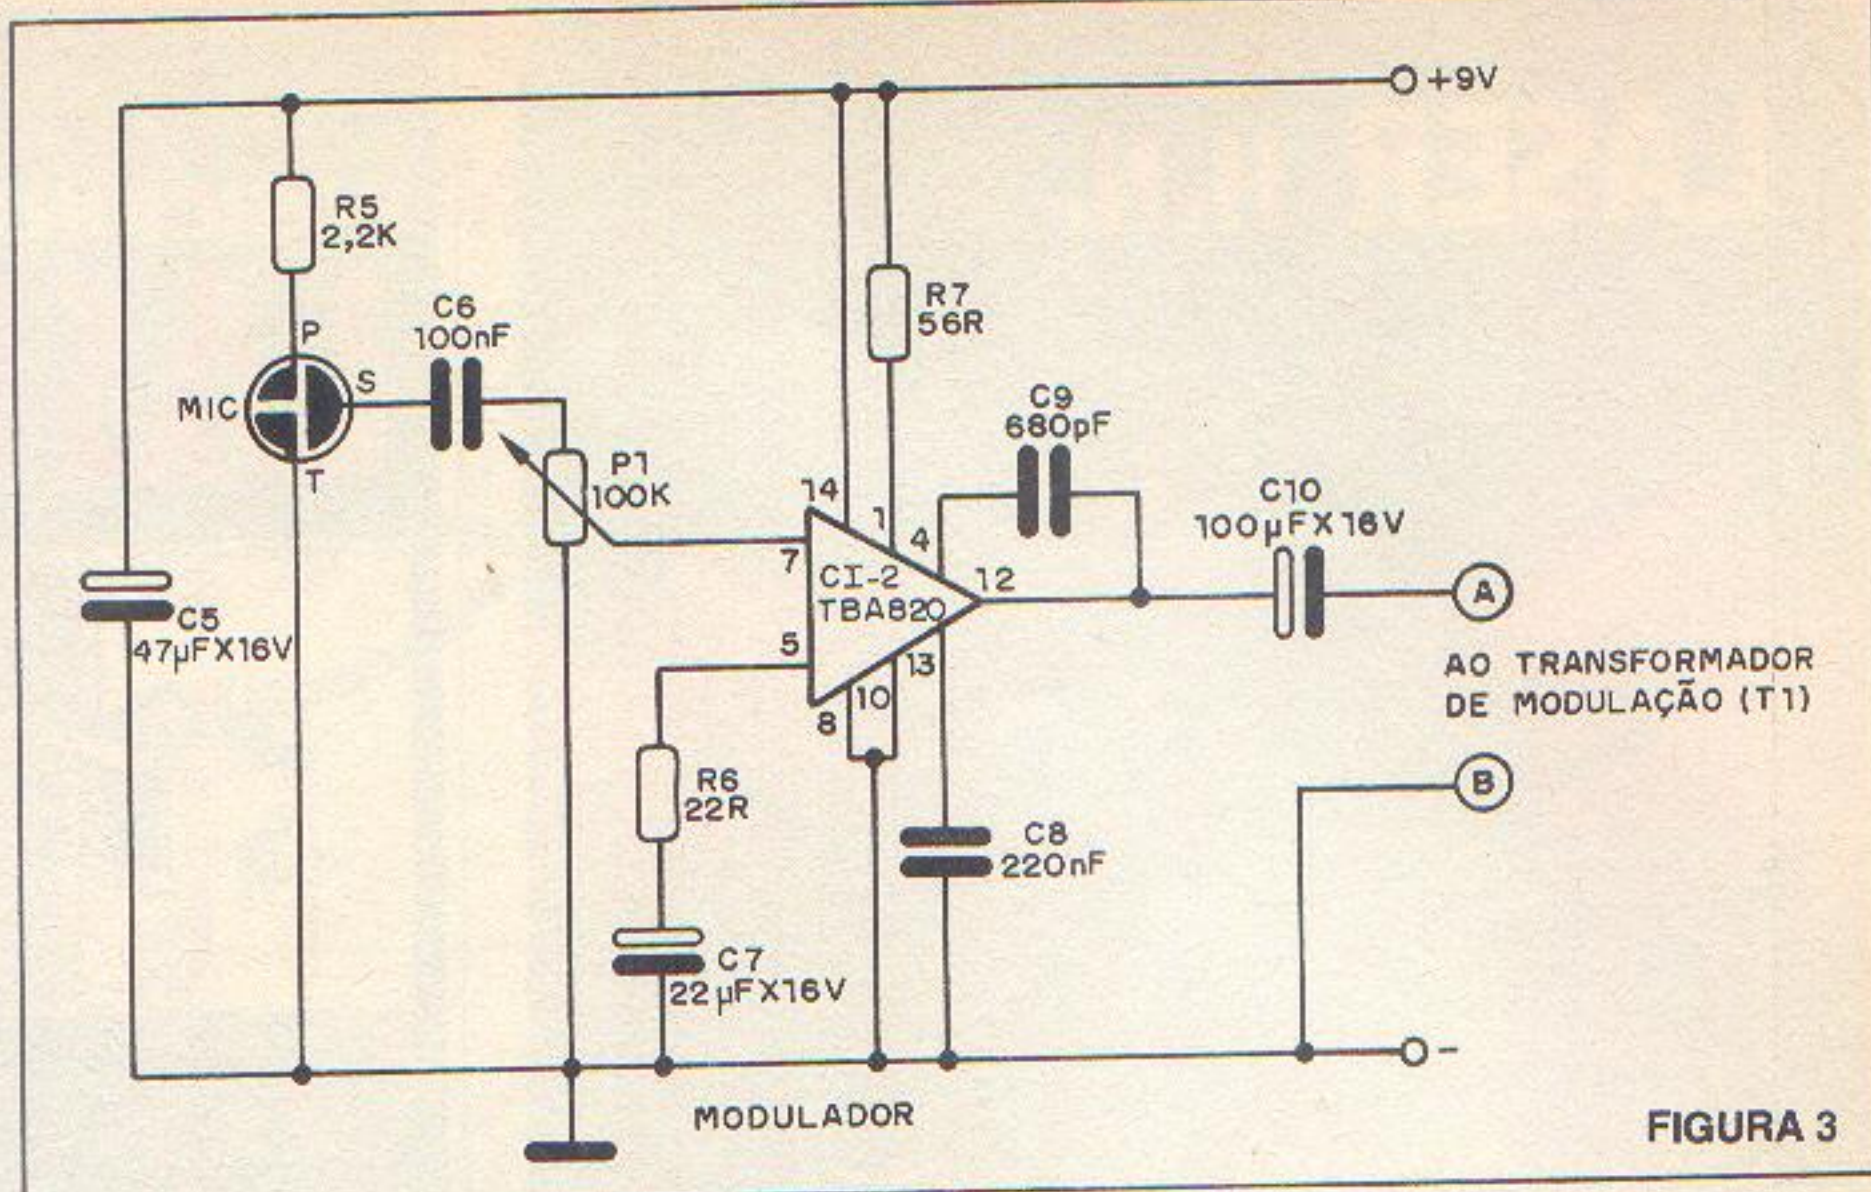 +9V
R5
2,2K
P
S
MIC
T
C6
100nF
P1
100K
R7
56R
C9
680pF
14
1
4
7
CI-2
TBA820
12
5
13
10
8
C10
100µFX16V
A
AO TRANSFORMADOR
DE MODULAÇÃO (T1)
B
C5
47µFX16V
R6
22R
C7
22µFX16V
C8
220nF
-
MODULADOR
FIGURA 3